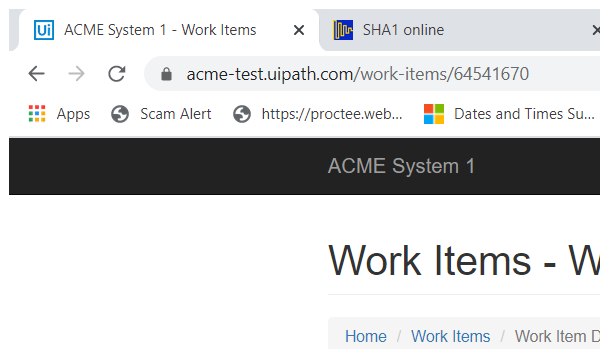 Ui ACME System 1 - Work Items SHA1 online
acme-test.uipath.com/work-items/64541670
Apps Scam Alert https://proctee.web... Dates and Times Su...
ACME System 1
Work Items - W
Home / Work Items / Work Item D